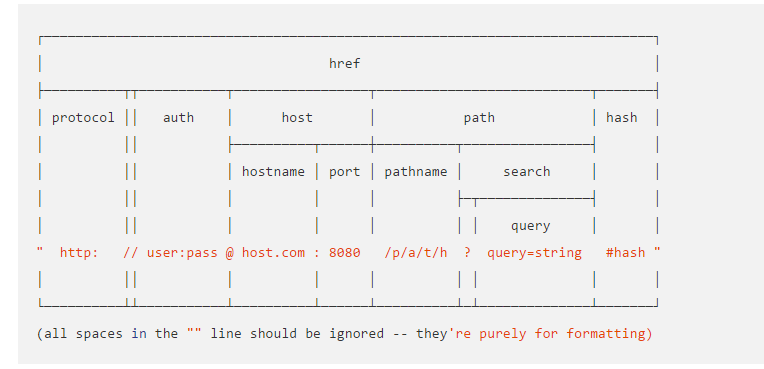 href
protocol auth host path hash
hostname port pathname search
query
" http: // user:pass @ host.com : 8080 /p/a/t/h ? query=string #hash "
(all spaces in the "" line should be ignored -- they're purely for formatting)